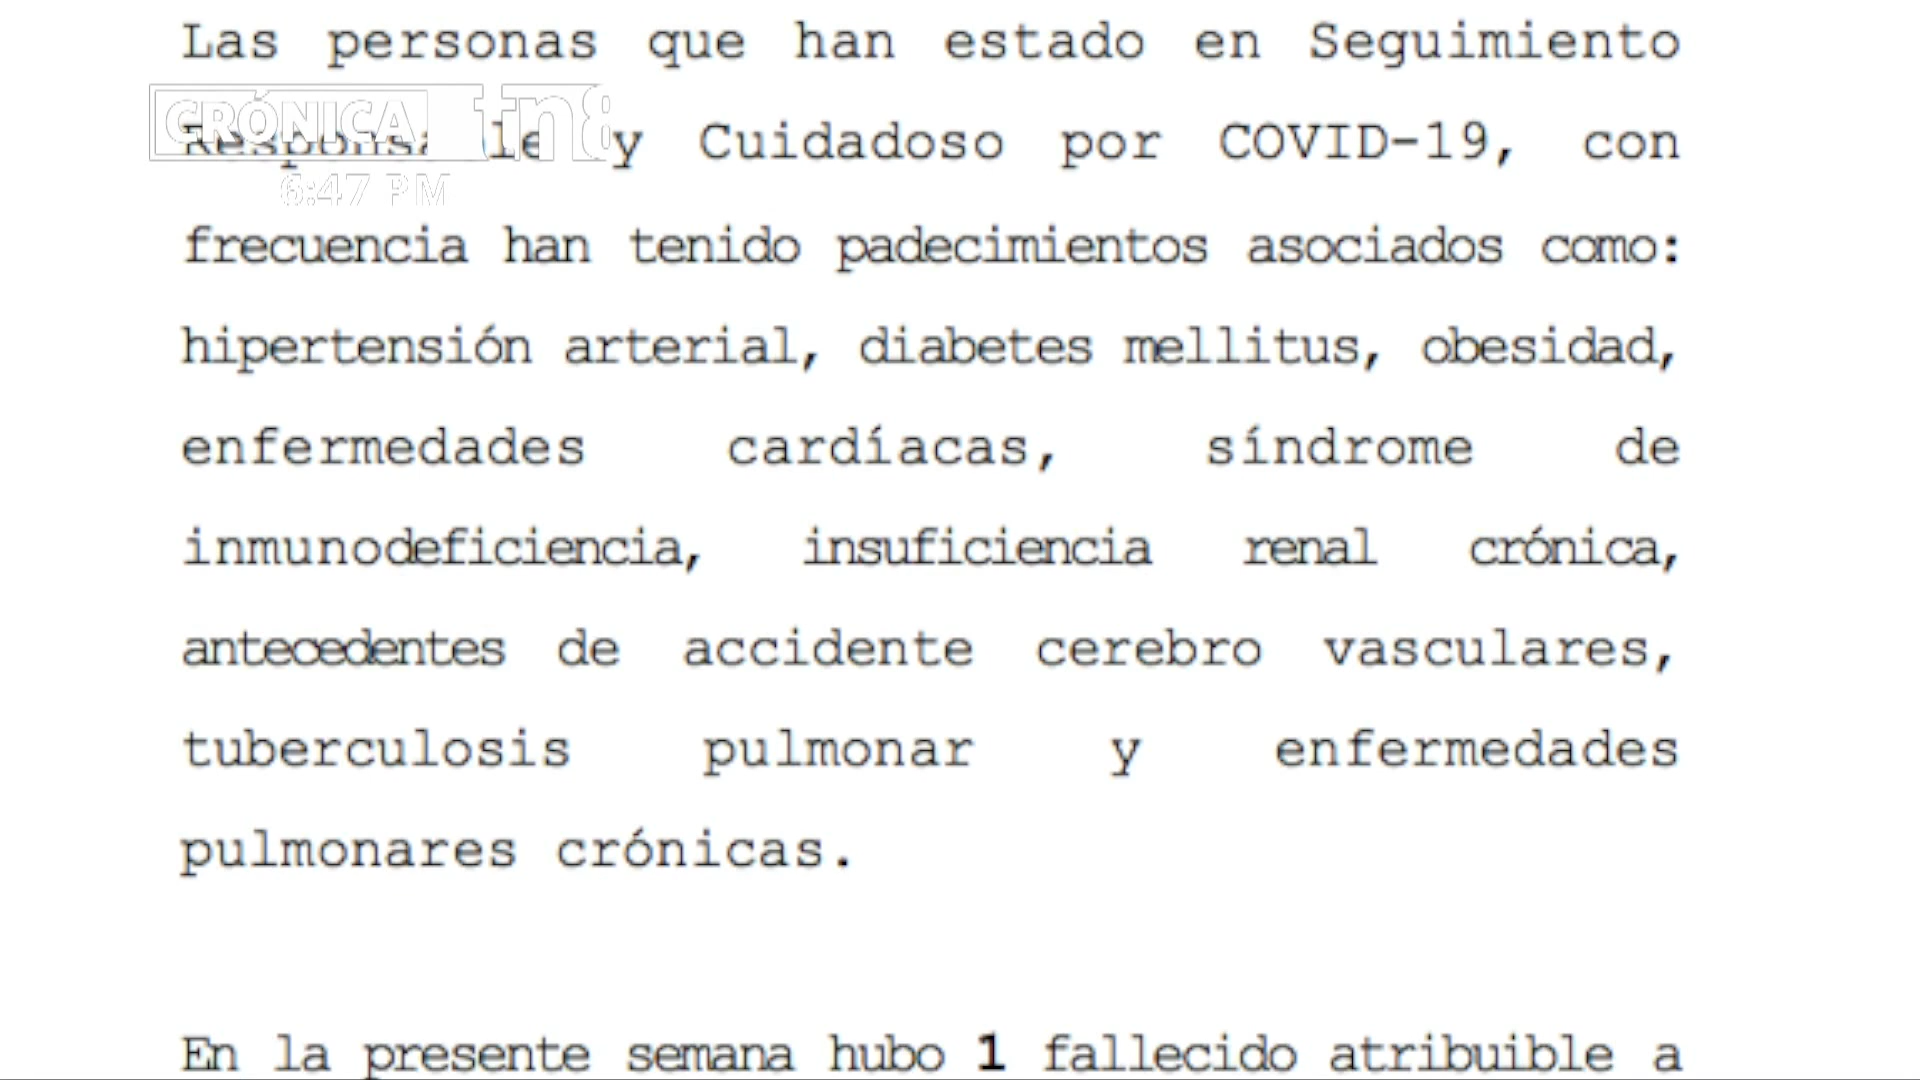 Las personas que han estado en Seguimiento
CRÓNICA tn8
Responsable y Cuidadoso por COVID-19, con
6:47 PM
frecuencia han tenido padecimientos asociados como:
hipertensión arterial, diabetes mellitus, obesidad,
enfermedades cardíacas, síndrome de
inmunodeficiencia, insuficiencia renal crónica,
antecedentes de accidente cerebro vasculares,
tuberculosis pulmonar y enfermedades
pulmonares crónicas.
En la presente semana hubo 1 fallecido atribuible a